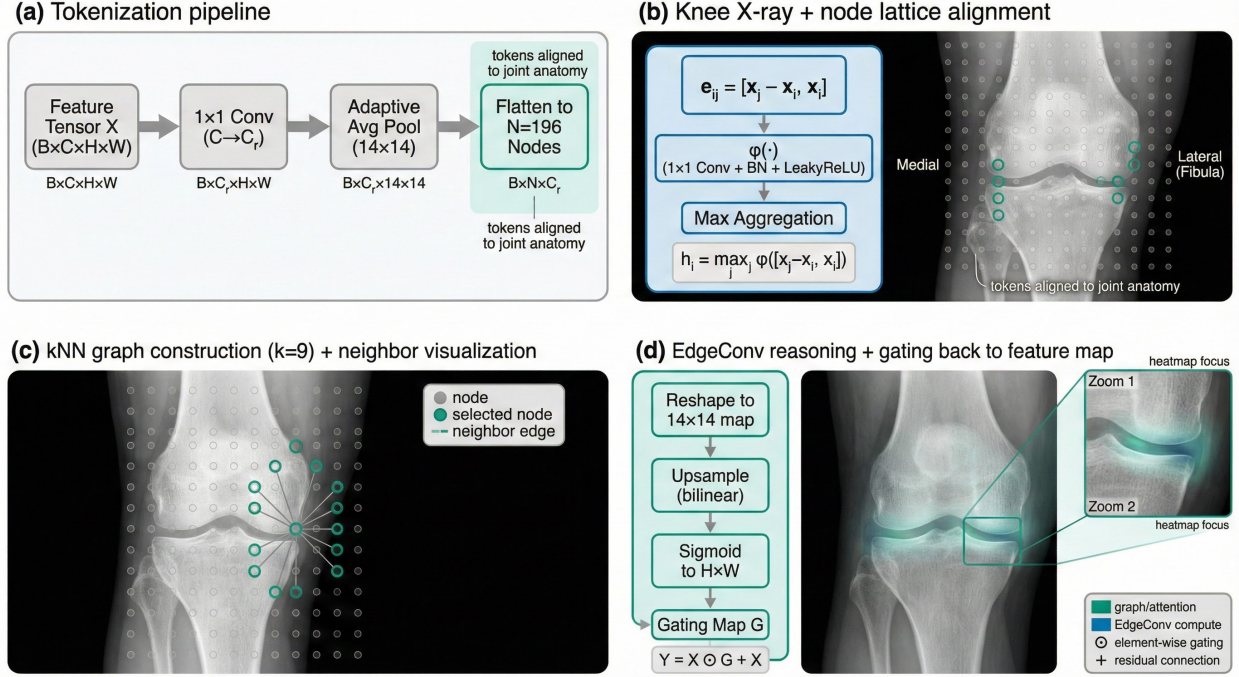 (a) Tokenization pipeline
tokens aligned
to joint anatomy
Feature
Tensor X
(B×C×H×W)
1×1 Conv
(C→Cᵣ)
Adaptive
Avg Pool
(14×14)
Flatten to
N=196
Nodes
B×C×H×W
B×Cᵣ×H×W
B×Cᵣ×14×14
B×N×Cᵣ
tokens aligned
to joint anatomy
(b) Knee X-ray + node lattice alignment
eᵢⱼ = [xⱼ – xᵢ, xᵢ]
φ(·)
(1×1 Conv + BN + LeakyReLU)
Max Aggregation
hᵢ = maxⱼ φ([xⱼ–xᵢ, xᵢ])
j
Medial
Lateral
(Fibula)
tokens aligned to joint anatomy
(c) kNN graph construction (k=9) + neighbor visualization
node
selected node
neighbor edge
(d) EdgeConv reasoning + gating back to feature map
Reshape to
14×14 map
Upsample
(bilinear)
Sigmoid
to H×W
Gating Map G
Y = X ⊙ G + X
heatmap focus
Zoom 1
Zoom 2
heatmap focus
graph/attention
EdgeConv compute
⊙ element-wise gating
+ residual connection